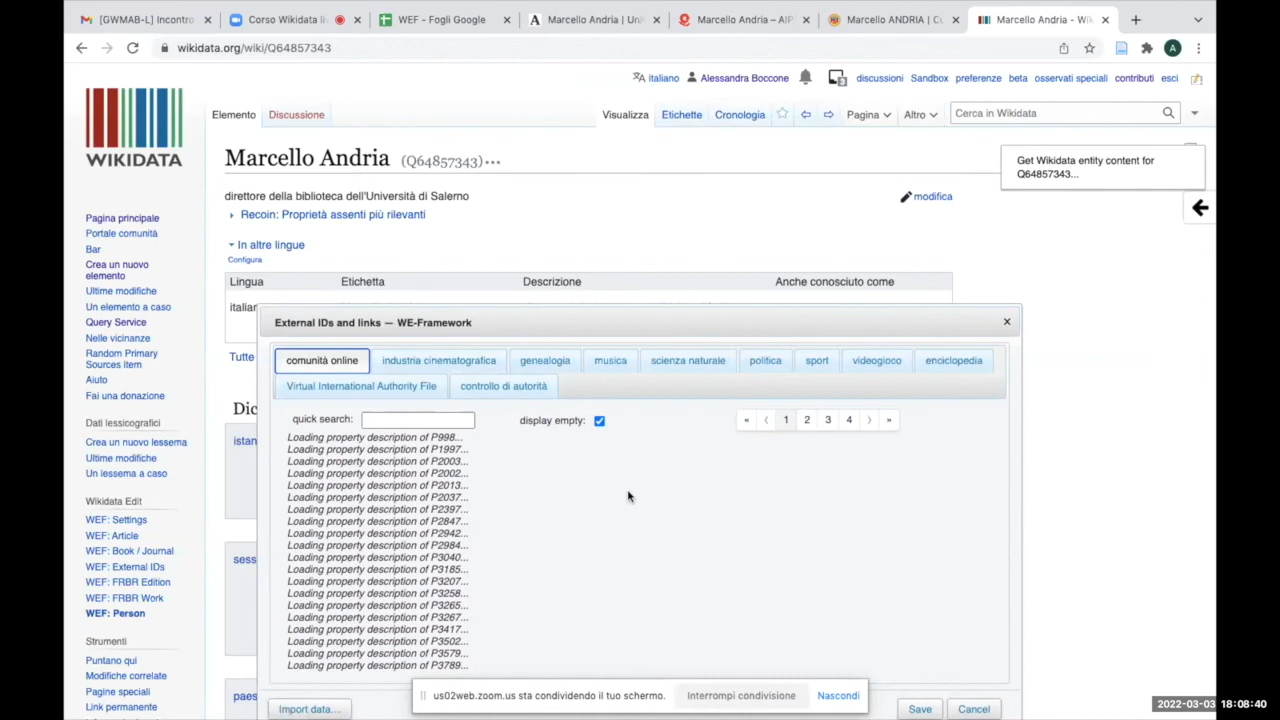 [GWMAB-L] Incontro
Corso Wikidata li
WEF - Fogli Google
Marcello Andria | Uni
Marcello Andria – AIP
Marcello ANDRIA | Cu
Marcello Andria - Wik
wikidata.org/wiki/Q64857343
A
italiano
Alessandra Boccone
discussioni
Sandbox
preferenze
beta
osservati speciali
contributi
esci
WIKIDATA
Elemento
Discussione
Visualizza
Etichette
Cronologia
Pagina
Altro
Cerca in Wikidata
Marcello Andria (Q64857343)
Get Wikidata entity content for
Q64857343...
direttore della biblioteca dell'Università di Salerno
modifica
Recoin: Proprietà assenti più rilevanti
In altre lingue
Configura
Lingua
Etichetta
Descrizione
Anche conosciuto come
italiar
Tutte
Dic
istan
sess
paes
Pagina principale
Portale comunità
Bar
Crea un nuovo
elemento
Ultime modifiche
Un elemento a caso
Query Service
Nelle vicinanze
Random Primary
Sources item
Aiuto
Fai una donazione
Dati lessicografici
Crea un nuovo lessema
Ultime modifiche
Un lessema a caso
Wikidata Edit
WEF: Settings
WEF: Article
WEF: Book / Journal
WEF: External IDs
WEF: FRBR Edition
WEF: FRBR Work
WEF: Person
Strumenti
Puntano qui
Modifiche correlate
Pagine speciali
Link permanente
External IDs and links — WE-Framework
comunità online
industria cinematografica
genealogia
musica
scienza naturale
politica
sport
videogioco
enciclopedia
Virtual International Authority File
controllo di autorità
quick search:
display empty:
« ⟨ 1 2 3 4 ⟩ »
Loading property description of P998...
Loading property description of P1997...
Loading property description of P2003...
Loading property description of P2002...
Loading property description of P2013...
Loading property description of P2037...
Loading property description of P2397...
Loading property description of P2847...
Loading property description of P2942...
Loading property description of P2984...
Loading property description of P3040...
Loading property description of P3185...
Loading property description of P3207...
Loading property description of P3258...
Loading property description of P3265...
Loading property description of P3267...
Loading property description of P3417...
Loading property description of P3502...
Loading property description of P3579...
Loading property description of P3789...
Import data...
Save
Cancel
us02web.zoom.us sta condividendo il tuo schermo.
Interrompi condivisione
Nascondi
2022-03-03 18:08:40